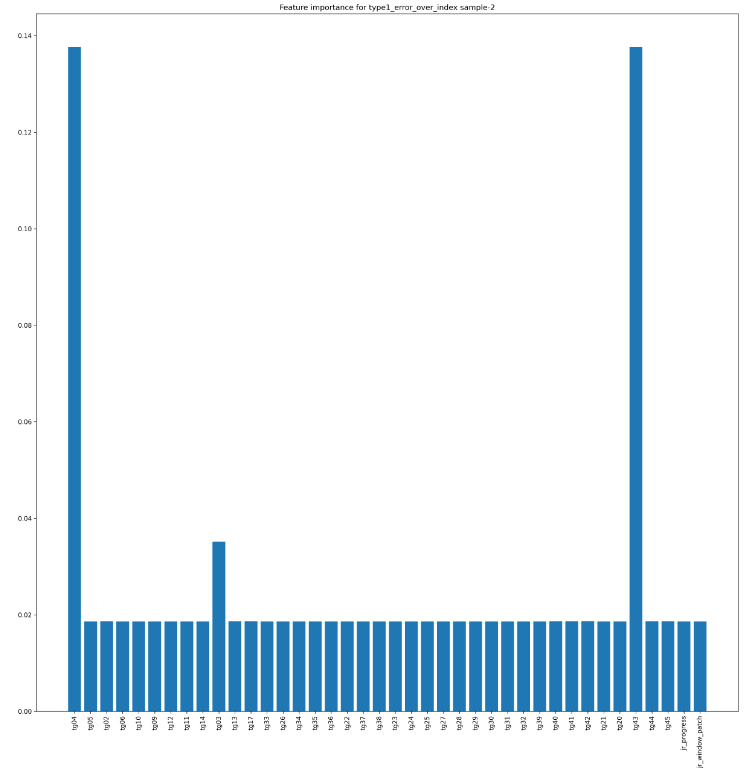 Feature importance for type1_error_over_index sample-2
0.14
0.12
0.10
0.08
0.06
0.04
0.02
0.00
tg04
tg05
tg02
tg06
tg10
tg09
tg12
tg11
tg14
tg03
tg13
tg17
tg33
tg26
tg34
tg35
tg36
tg22
tg37
tg38
tg23
tg24
tg25
tg27
tg28
tg29
tg30
tg31
tg32
tg39
tg40
tg41
tg42
tg21
tg20
tg43
tg44
tg45
jr_progress
jr_window_patch